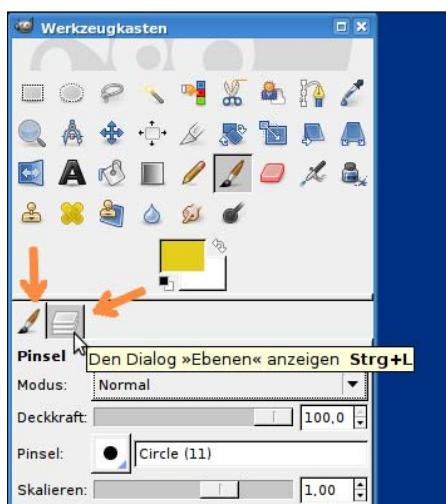 Werkzeugkasten
Den Dialog »Ebenen« anzeigen Strg+L
Pinsel
Modus: Normal
Deckkraft: 100,0
Pinsel: Circle (11)
Skalieren: 1,00